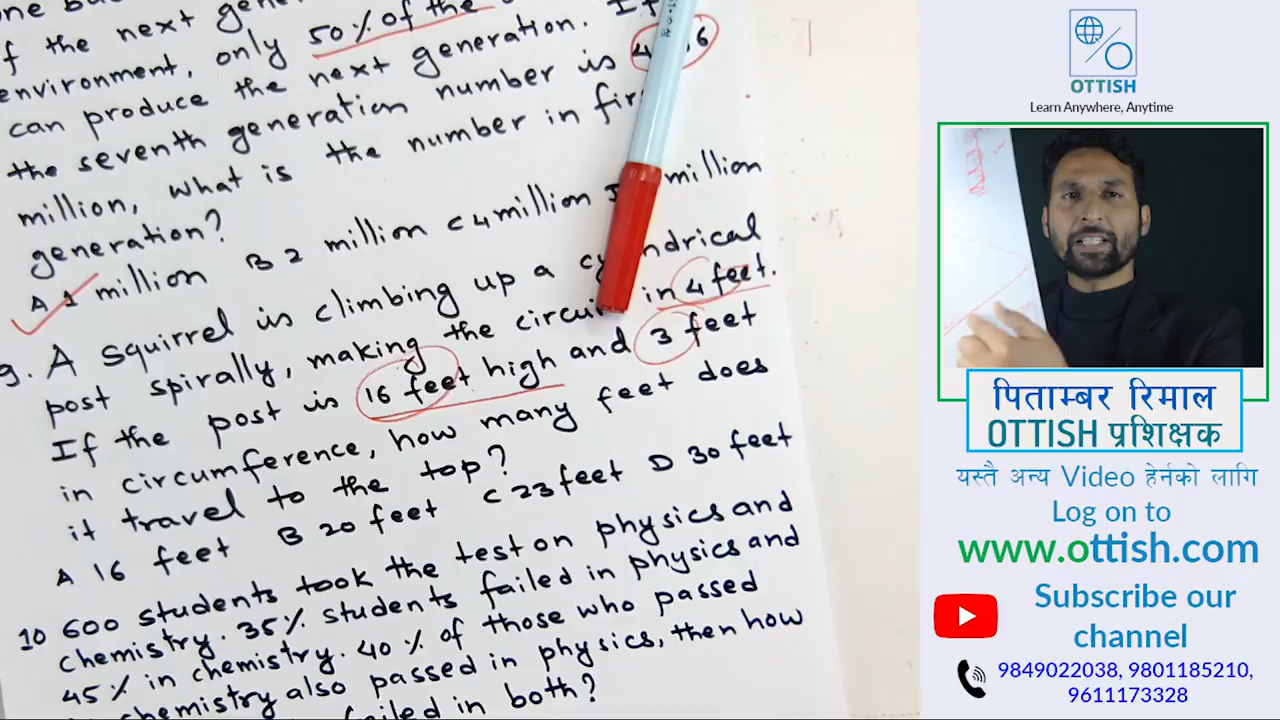 f the next gene
environment, only 50% of the
can produce the next generation. If
the seventh generation number is
million, what is the number in fir
generation?
A 1 million B 2 million C 4 million million
9. A squirrel is climbing up a cy ndrical
post spirally, making the circui in 4 feet.
If the post is 16 feet high and 3 feet
in circumference, how many feet does
it travel to the top?
A 16 feet B 20 feet C 23 feet D 30 feet
10 600 students took the test on physics and
chemistry. 35% students failed in physics and
45% in chemistry. 40% of those who passed
chemistry also passed in physics, then how
failed in both?
OTTISH
Learn Anywhere, Anytime
पिताम्बर रिमाल
OTTISH प्रशिक्षक
यस्तै अन्य Video हेर्नको लागि
Log on to
www.ottish.com
Subscribe our
channel
9849022038, 9801185210,
9611173328